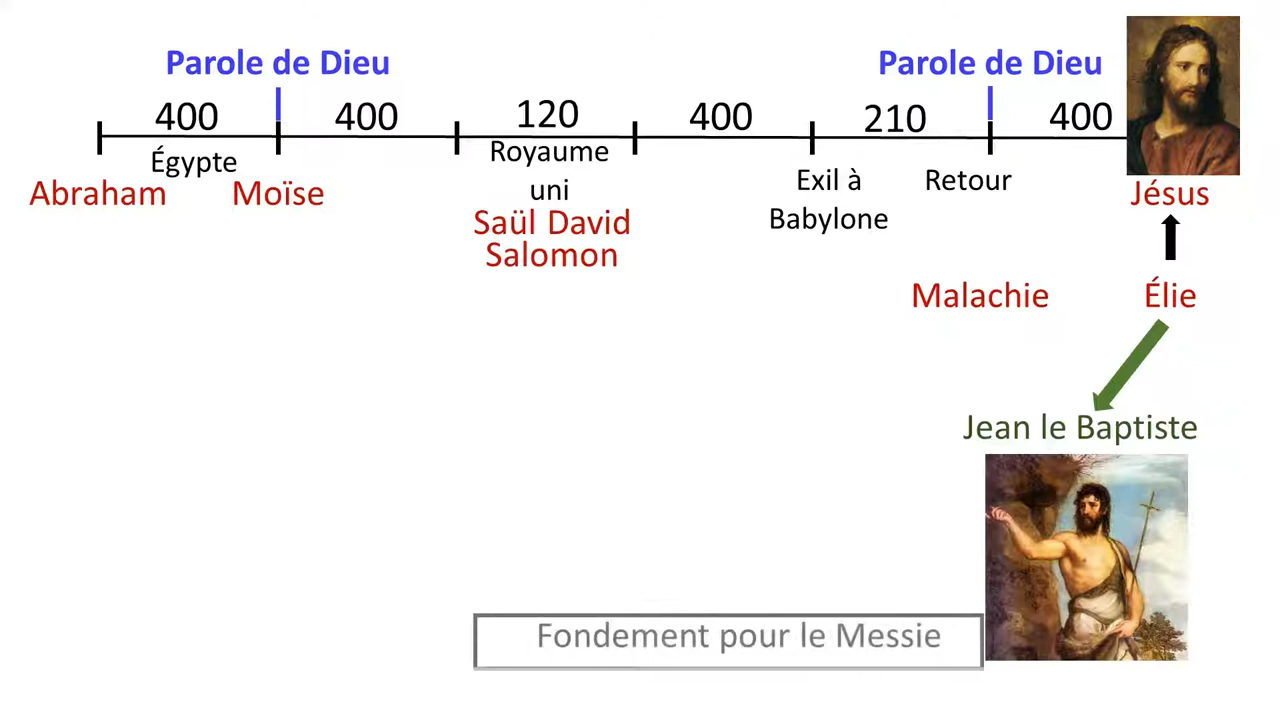 Parole de Dieu
Parole de Dieu
400
400
120
400
210
400
Égypte
Royaume
uni
Exil à
Babylone
Retour
Abraham
Moïse
Saül David
Salomon
Jésus
Malachie
Élie
Jean le Baptiste
Fondement pour le Messie